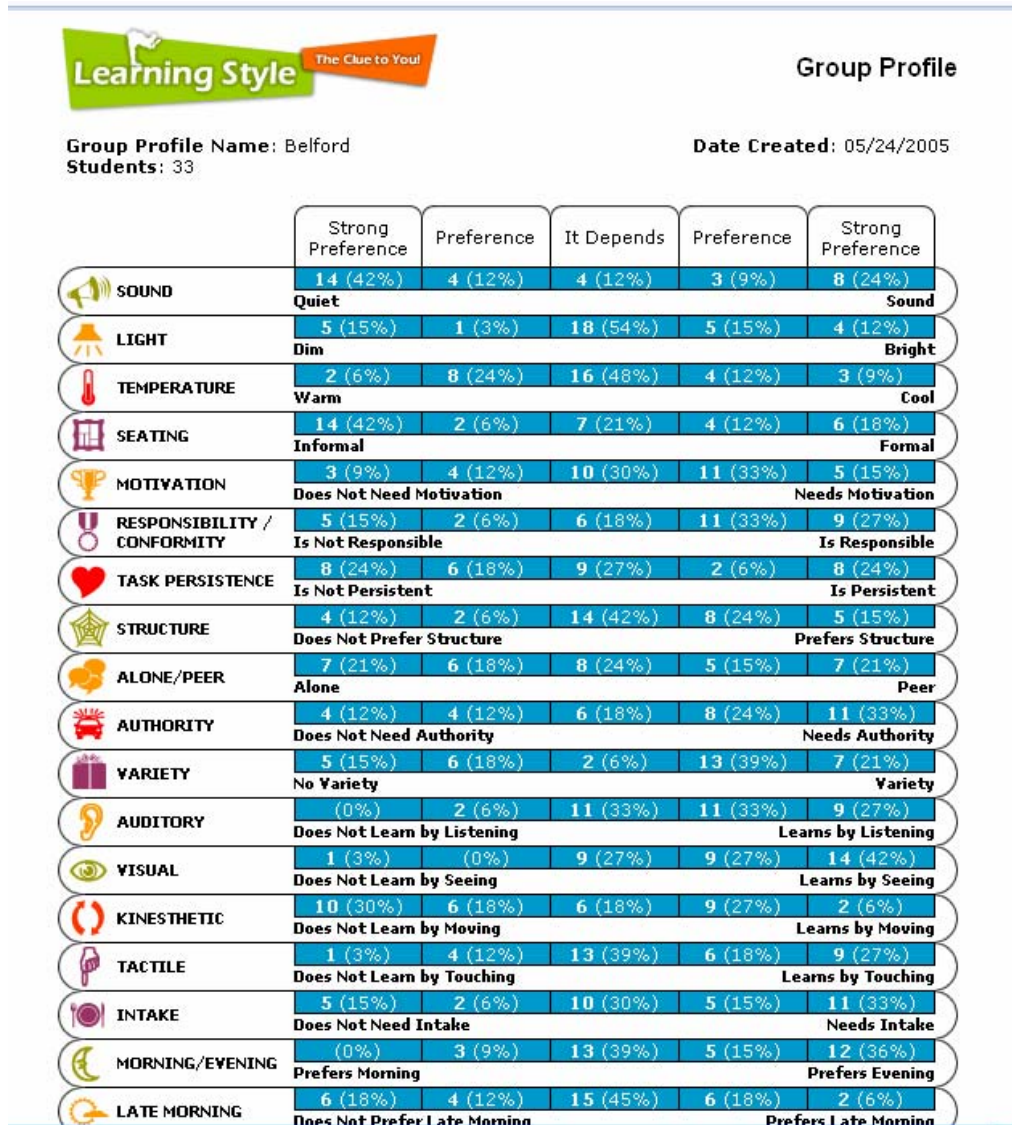 Learning Style The Clue to You!
Group Profile
Group Profile Name: Belford Date Created: 05/24/2005
Students: 33
Strong Preference Preference It Depends Preference Strong Preference
SOUND 14 (42%) 4 (12%) 4 (12%) 3 (9%) 8 (24%)
Quiet Sound
LIGHT 5 (15%) 1 (3%) 18 (54%) 5 (15%) 4 (12%)
Dim Bright
TEMPERATURE 2 (6%) 8 (24%) 16 (48%) 4 (12%) 3 (9%)
Warm Cool
SEATING 14 (42%) 2 (6%) 7 (21%) 4 (12%) 6 (18%)
Informal Formal
MOTIVATION 3 (9%) 4 (12%) 10 (30%) 11 (33%) 5 (15%)
Does Not Need Motivation Needs Motivation
RESPONSIBILITY / CONFORMITY 5 (15%) 2 (6%) 6 (18%) 11 (33%) 9 (27%)
Is Not Responsible Is Responsible
TASK PERSISTENCE 8 (24%) 6 (18%) 9 (27%) 2 (6%) 8 (24%)
Is Not Persistent Is Persistent
STRUCTURE 4 (12%) 2 (6%) 14 (42%) 8 (24%) 5 (15%)
Does Not Prefer Structure Prefers Structure
ALONE/PEER 7 (21%) 6 (18%) 8 (24%) 5 (15%) 7 (21%)
Alone Peer
AUTHORITY 4 (12%) 4 (12%) 6 (18%) 8 (24%) 11 (33%)
Does Not Need Authority Needs Authority
VARIETY 5 (15%) 6 (18%) 2 (6%) 13 (39%) 7 (21%)
No Variety Variety
AUDITORY (0%) 2 (6%) 11 (33%) 11 (33%) 9 (27%)
Does Not Learn by Listening Learns by Listening
VISUAL 1 (3%) (0%) 9 (27%) 9 (27%) 14 (42%)
Does Not Learn by Seeing Learns by Seeing
KINESTHETIC 10 (30%) 6 (18%) 6 (18%) 9 (27%) 2 (6%)
Does Not Learn by Moving Learns by Moving
TACTILE 1 (3%) 4 (12%) 13 (39%) 6 (18%) 9 (27%)
Does Not Learn by Touching Learns by Touching
INTAKE 5 (15%) 2 (6%) 10 (30%) 5 (15%) 11 (33%)
Does Not Need Intake Needs Intake
MORNING/EVENING (0%) 3 (9%) 13 (39%) 5 (15%) 12 (36%)
Prefers Morning Prefers Evening
LATE MORNING 6 (18%) 4 (12%) 15 (45%) 6 (18%) 2 (6%)
Does Not Prefer Late Morning Prefers Late Morning